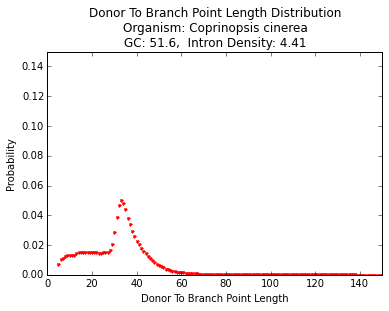 Donor To Branch Point Length Distribution
Organism: Coprinopsis cinerea
GC: 51.6,  Intron Density: 4.41
0.14
0.12
0.10
0.08
0.06
0.04
0.02
0.00
Probability
0 20 40 60 80 100 120 140
Donor To Branch Point Length